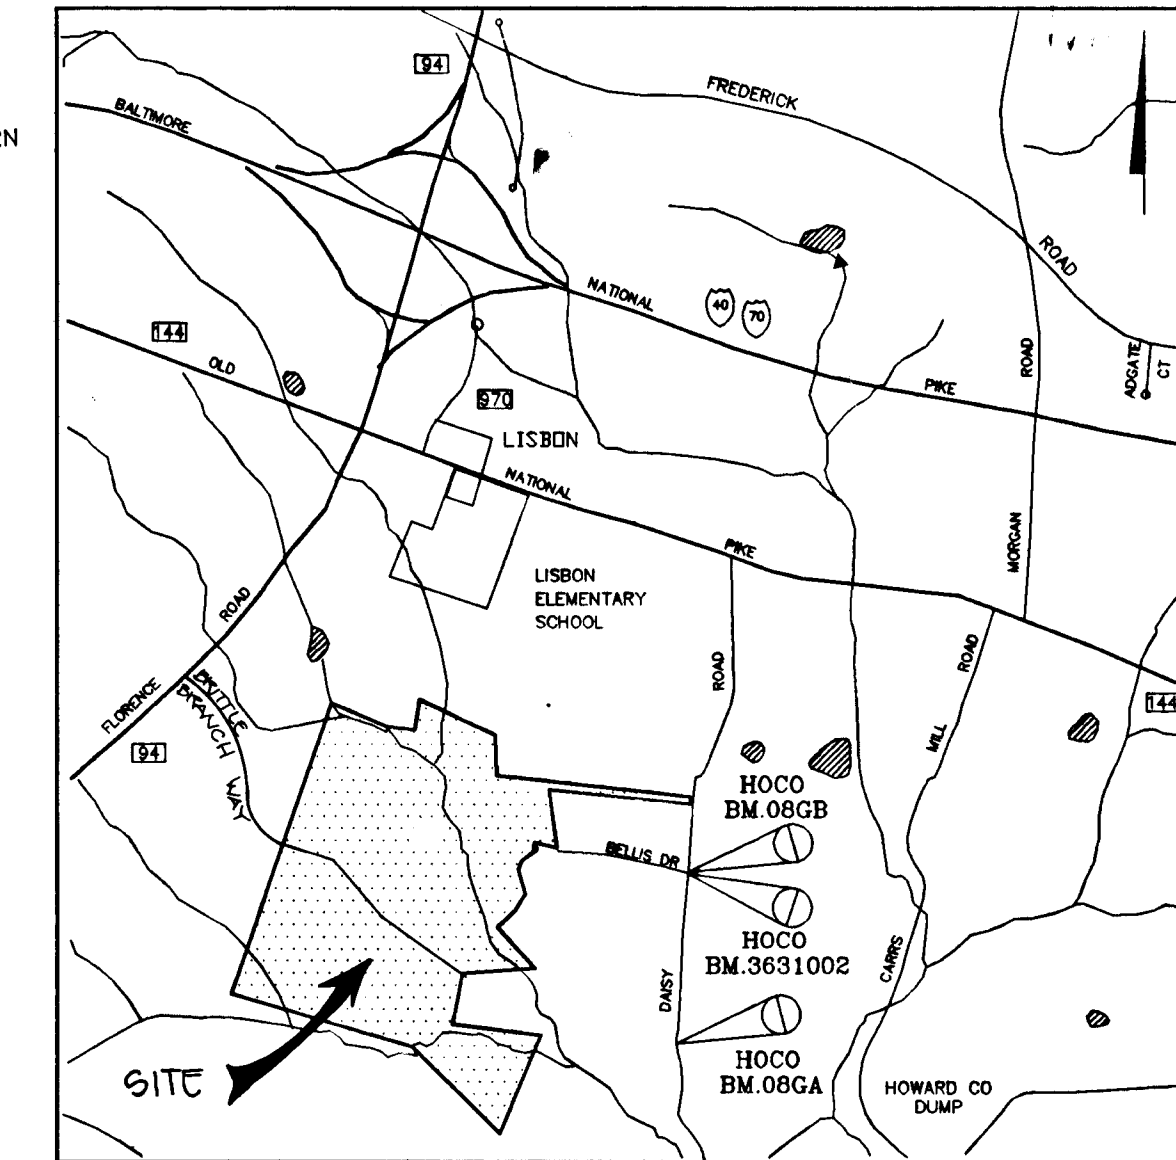 94
FREDERICK
BALTIMORE
RN
ROAD
NATIONAL
40
70
144
OLD
ROAD
ADGATE
CT
PIKE
970
LISBON
NATIONAL
MORGAN
PIKE
LISBON
ELEMENTARY
SCHOOL
ROAD
ROAD
ROAD
FLORENCE
BRITTLE
BRANCH WAY
94
144
MILL
HOCO
BM.08GB
BELLIS DR
HOCO
BM.3631002
CARRS
DAISY
SITE
HOCO
BM.08GA
HOWARD CO
DUMP